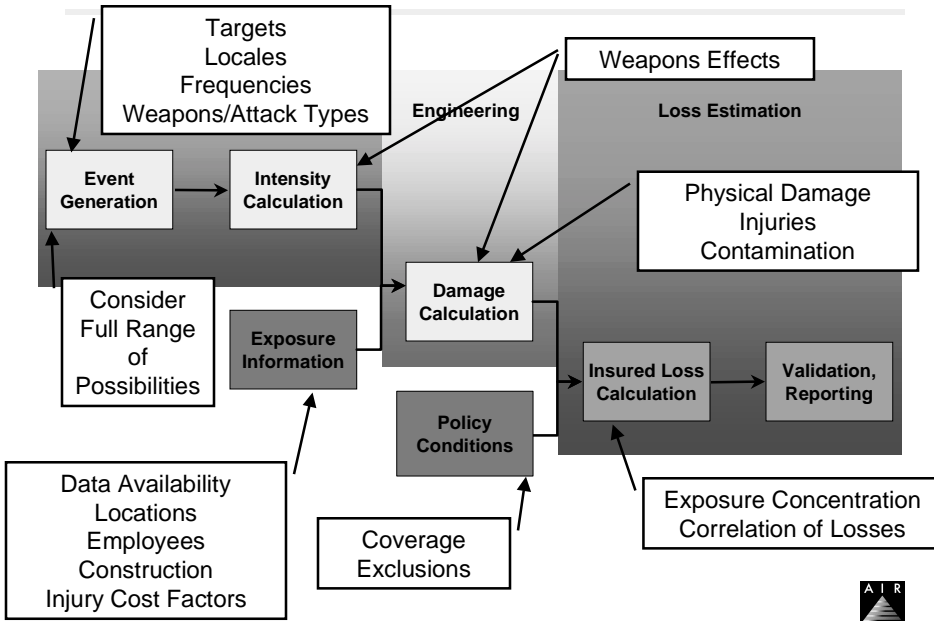 Targets
Locales
Frequencies
Weapons/Attack Types
Weapons Effects
Engineering
Loss Estimation
Event
Generation
Intensity
Calculation
Physical Damage
Injuries
Contamination
Consider
Full Range
of
Possibilities
Damage
Calculation
Exposure
Information
Insured Loss
Calculation
Validation,
Reporting
Policy
Conditions
Data Availability
Locations
Employees
Construction
Injury Cost Factors
Coverage
Exclusions
Exposure Concentration
Correlation of Losses
AIR